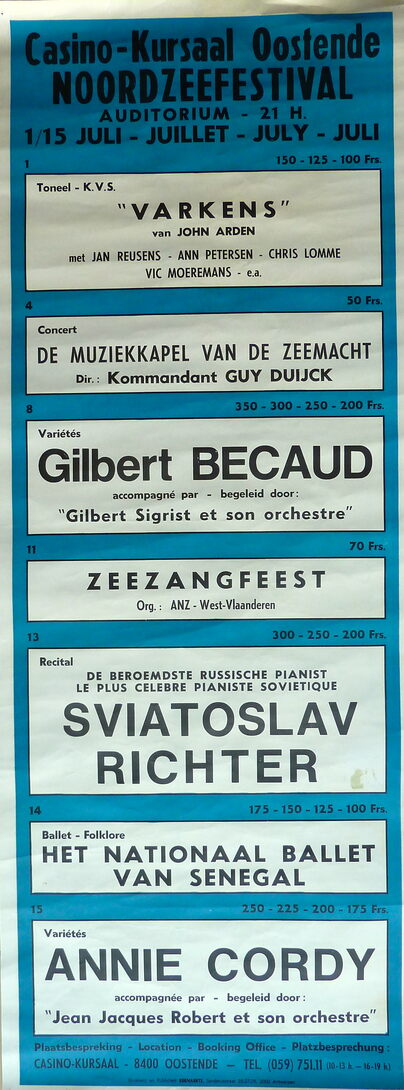 Casino-Kursaal Oostende
NOORDZEEFESTIVAL
AUDITORIUM - 21 H.
1/15 JULI - JUILLET - JULY - JULI
1 150 - 125 - 100 Frs.
Toneel - K.V.S.
"VARKENS"
van JOHN ARDEN
met JAN REUSENS - ANN PETERSEN - CHRIS LOMME
VIC MOEREMANS - e.a.
4 50 Frs.
Concert
DE MUZIEKKAPEL VAN DE ZEEMACHT
Dir.: Kommandant GUY DUIJCK
8 350 - 300 - 250 - 200 Frs.
Variétés
Gilbert BECAUD
accompagné par - begeleid door:
"Gilbert Sigrist et son orchestre"
11 70 Frs.
ZEEZANGFEEST
Org.: ANZ - West-Vlaanderen
13 300 - 250 - 200 Frs.
Recital
DE BEROEMDSTE RUSSISCHE PIANIST
LE PLUS CELEBRE PIANISTE SOVIETIQUE
SVIATOSLAV
RICHTER
14 175 - 150 - 125 - 100 Frs.
Ballet - Folklore
HET NATIONAAL BALLET
VAN SENEGAL
15 250 - 225 - 200 - 175 Frs.
Variétés
ANNIE CORDY
accompagnée par - begeleid door:
"Jean Jacques Robert et son orchestre"
Plaatsbespreking - Location - Booking Office - Platzbesprechung:
CASINO-KURSAAL - 8400 OOSTENDE - TEL. (059) 751.11 (10-13 h - 16-19 h)